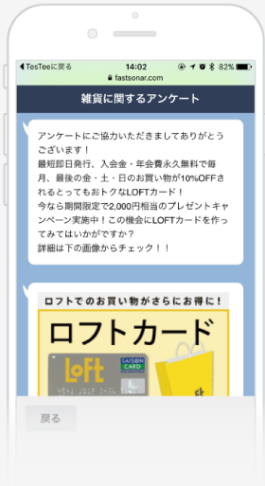 TesTeeに戻る 14:02 82%
fastsonar.com
雑貨に関するアンケート
アンケートにご協力いただきましてありがとう
ございます！
最短即日発行、入会金・年会費永久無料で毎
月、最後の金・土・日のお買い物が10%OFFさ
れるとってもおトクなLOFTカード！
今なら期間限定で2,000円相当のプレゼントキャ
ンペーン実施中！この機会にLOFTカードを作っ
てみてはいかがですか？
詳細は下の画像からチェック！！
ロフトでのお買い物がさらにお得に！
ロフトカード
Loft
SAISON
CARD
戻る